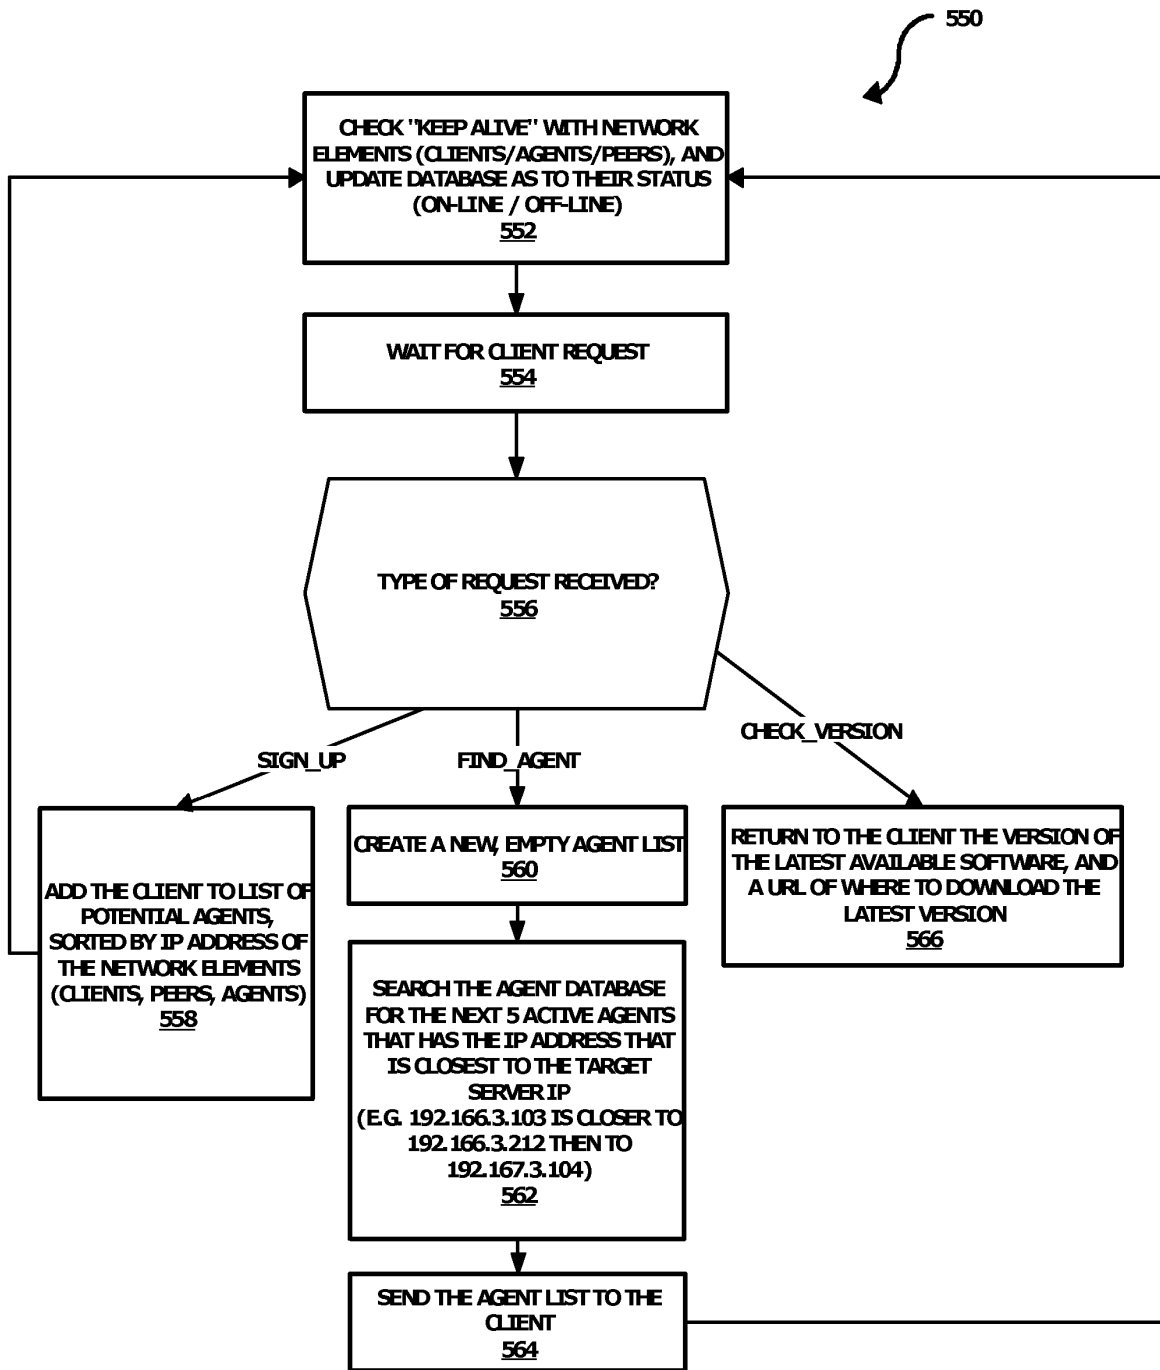 550
CHECK "KEEP ALIVE" WITH NETWORK
ELEMENTS (CLIENTS/AGENTS/PEERS), AND
UPDATE DATABASE AS TO THEIR STATUS
(ON-LINE / OFF-LINE)
552
WAIT FOR CLIENT REQUEST
554
TYPE OF REQUEST RECEIVED?
556
SIGN_UP
FIND_AGENT
CHECK_VERSION
ADD THE CLIENT TO LIST OF
POTENTIAL AGENTS,
SORTED BY IP ADDRESS OF
THE NETWORK ELEMENTS
(CLIENTS, PEERS, AGENTS)
558
CREATE A NEW, EMPTY AGENT LIST
560
RETURN TO THE CLIENT THE VERSION OF
THE LATEST AVAILABLE SOFTWARE, AND
A URL OF WHERE TO DOWNLOAD THE
LATEST VERSION
566
SEARCH THE AGENT DATABASE
FOR THE NEXT 5 ACTIVE AGENTS
THAT HAS THE IP ADDRESS THAT
IS CLOSEST TO THE TARGET
SERVER IP
(E.G. 192.166.3.103 IS CLOSER TO
192.166.3.212 THEN TO
192.167.3.104)
562
SEND THE AGENT LIST TO THE
CLIENT
564